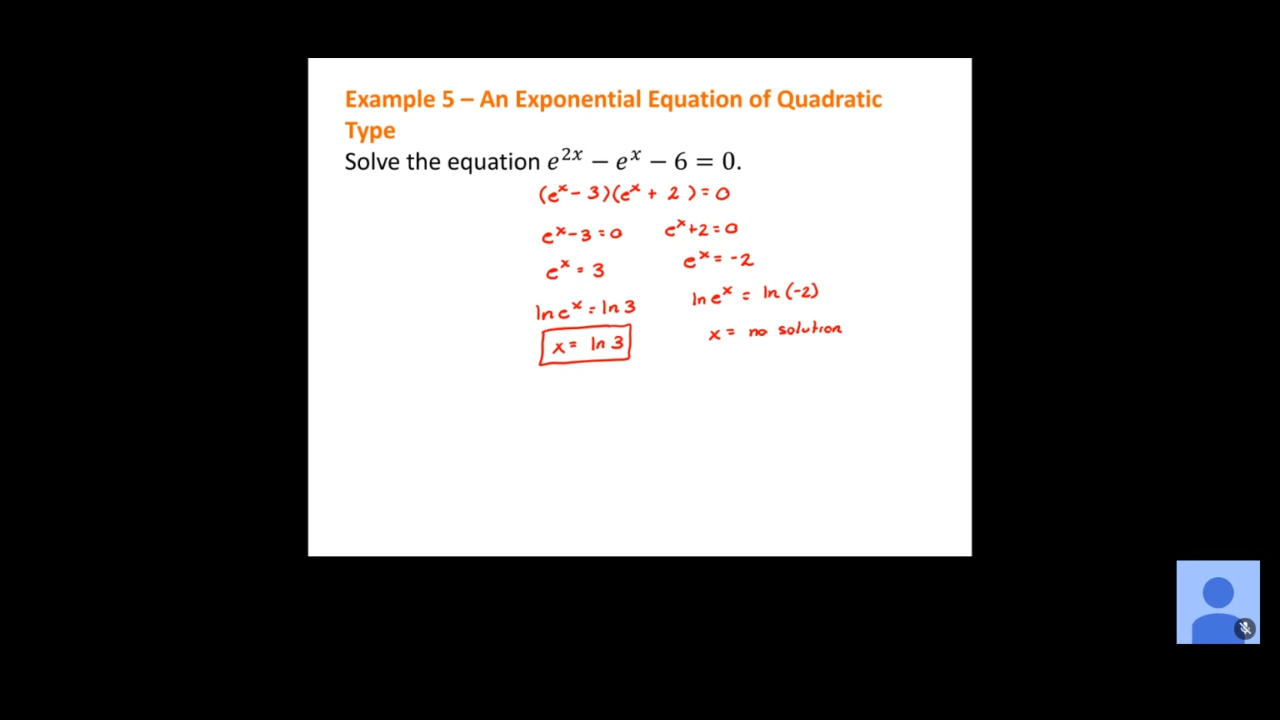 Example 5 – An Exponential Equation of Quadratic
Type
Solve the equation e^{2x} − e^x − 6 = 0.
(e^x - 3)(e^x + 2) = 0
e^x - 3 = 0 e^x + 2 = 0
e^x = 3 e^x = -2
ln e^x = ln 3 ln e^x = ln (-2)
x = ln 3 x = no solution